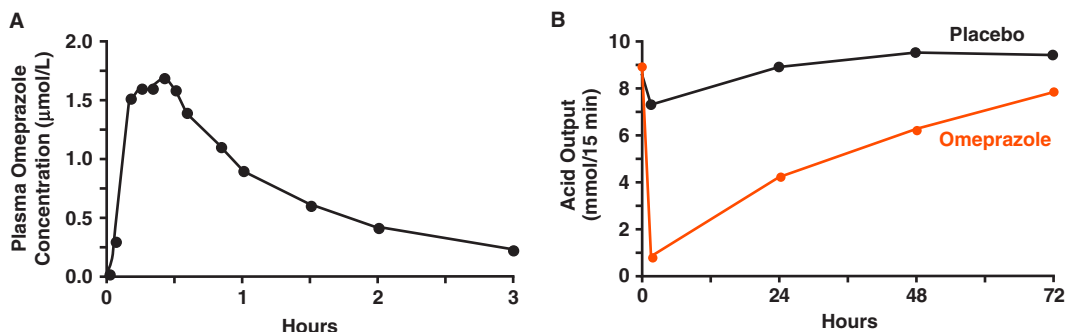 A
Plasma Omeprazole
Concentration (μmol/L)
2.0
1.5
1.0
0.5
0.0
0
1
2
3
Hours
B
Acid Output
(mmol/15 min)
10
8
6
4
2
0
Placebo
Omeprazole
0
24
48
72
Hours